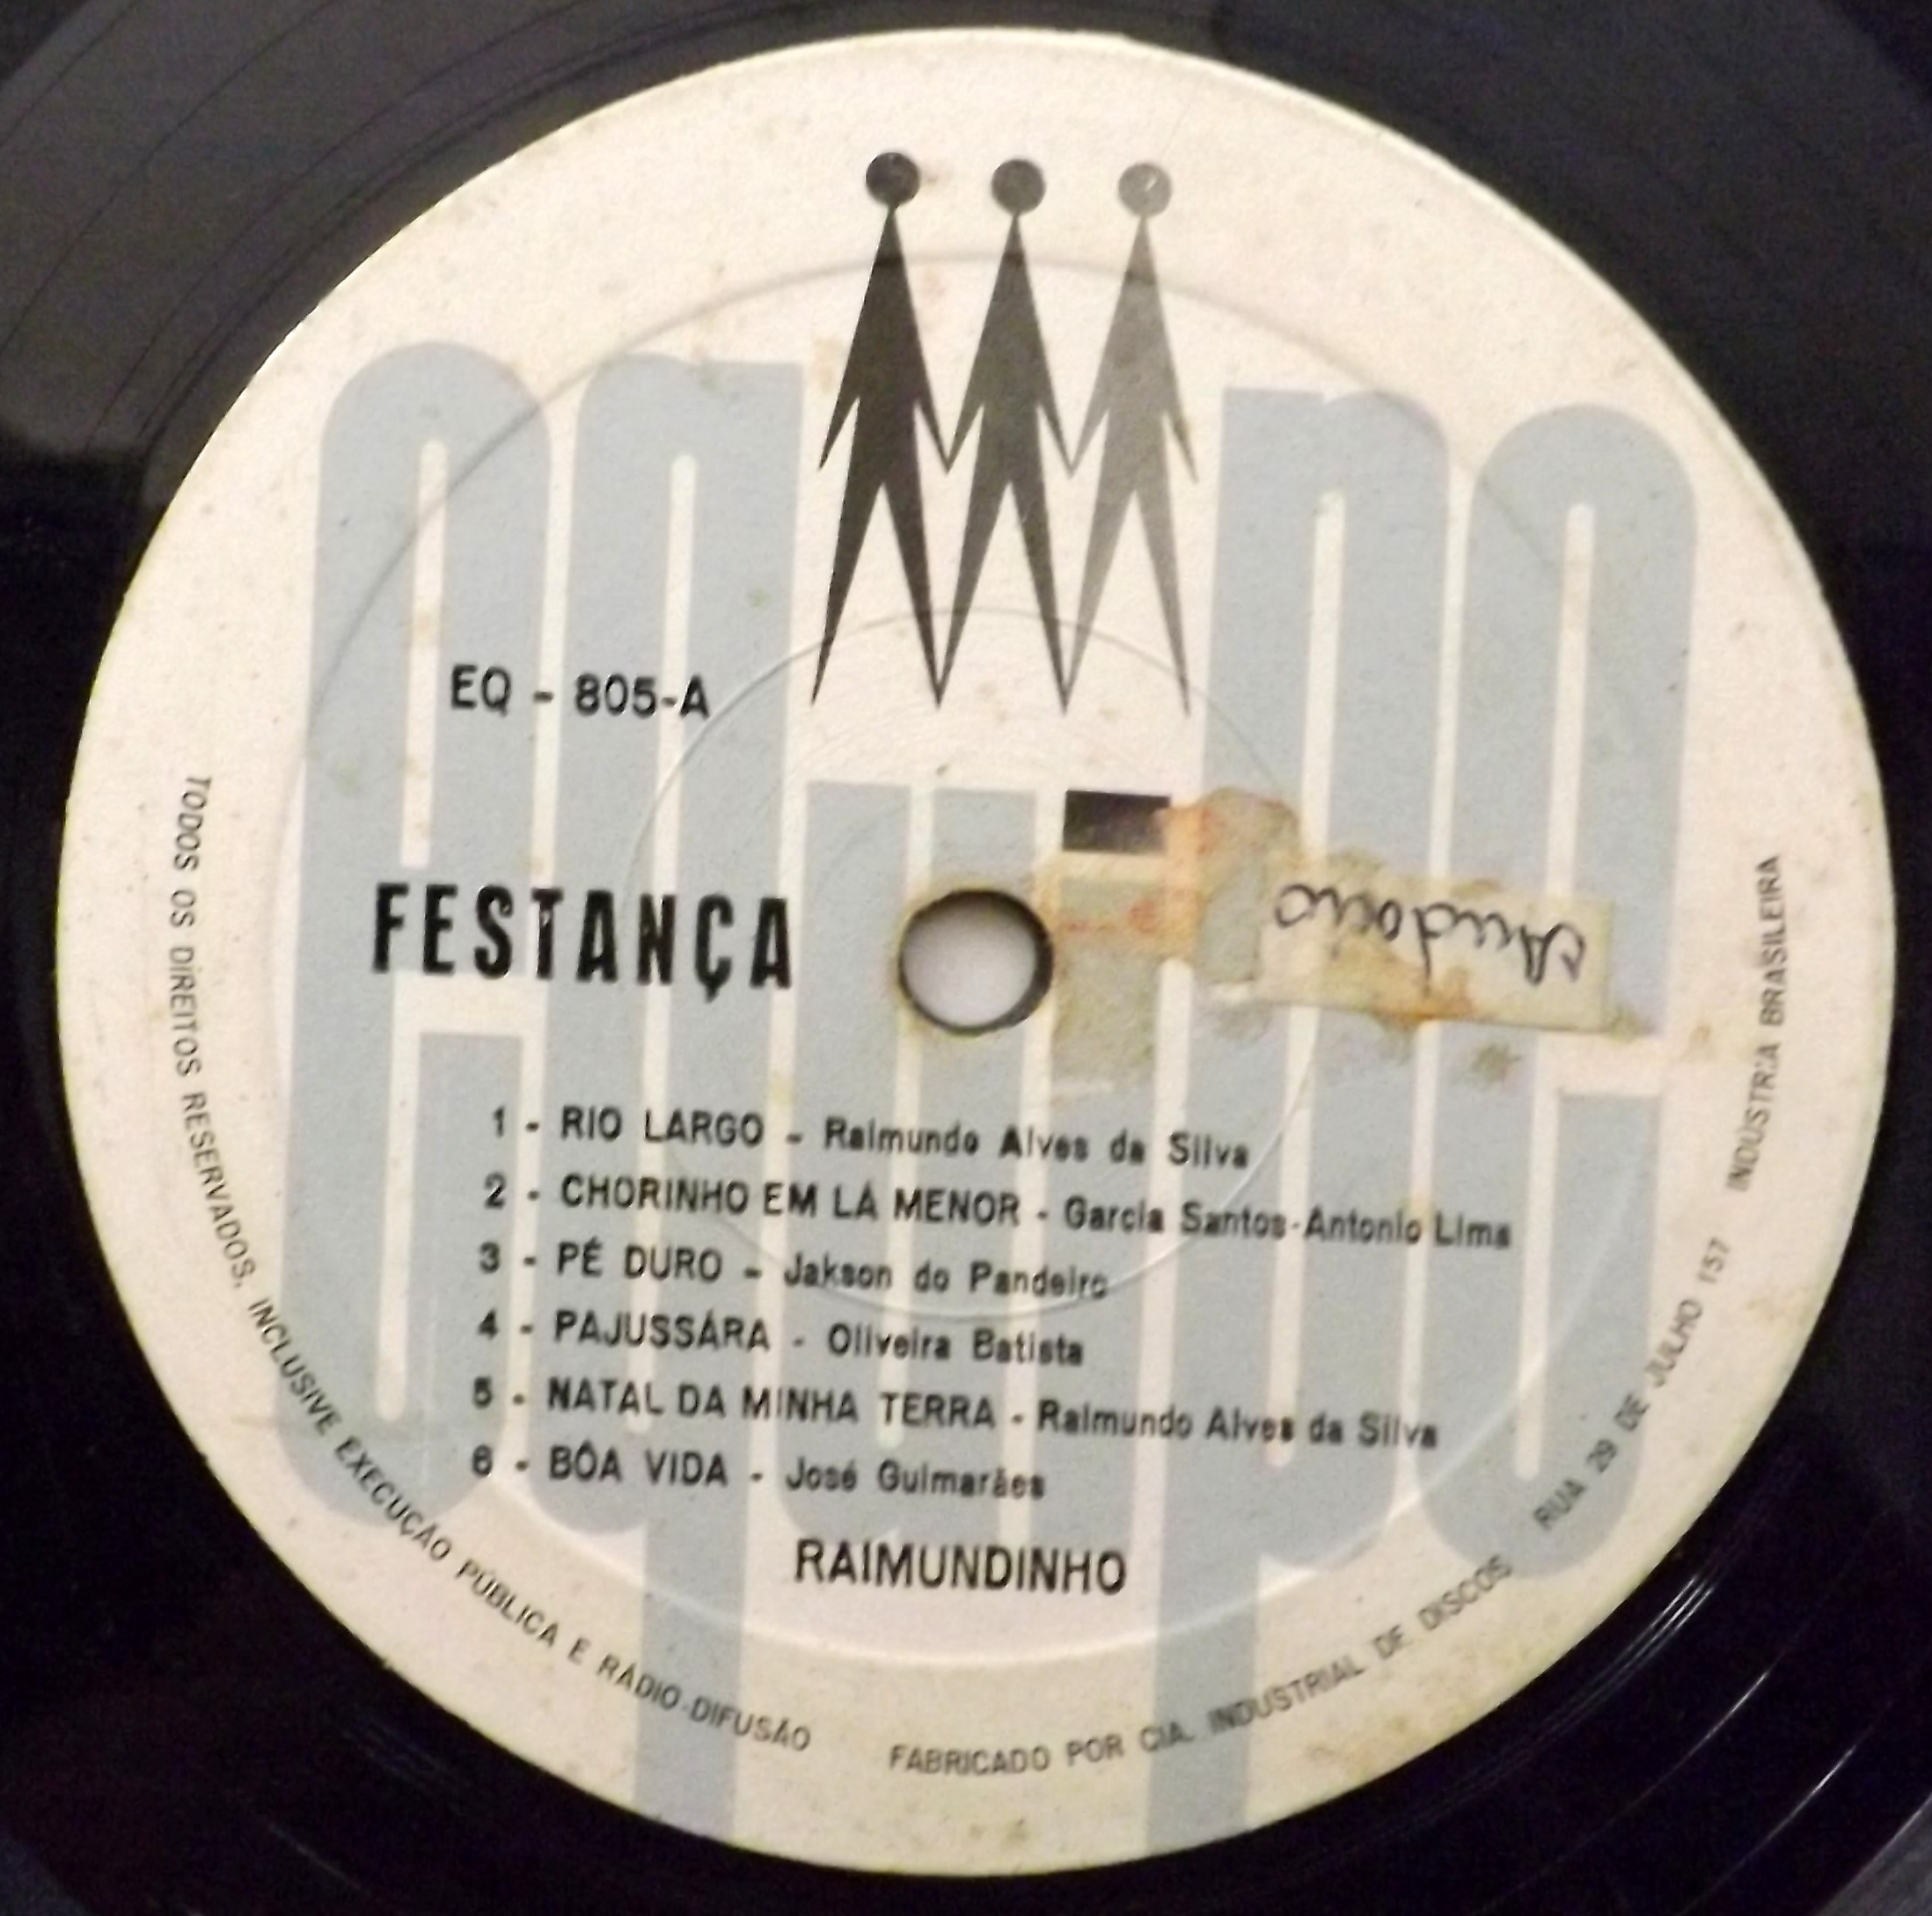 equipe
EQ - 805-A
FESTANÇA
1 - RIO LARGO - Raimundo Alves da Silva
2 - CHORINHO EM LÁ MENOR - Garcia Santos-Antonio Lima
3 - PÉ DURO - Jakson do Pandeiro
4 - PAJUSSÁRA - Oliveira Batista
5 - NATAL DA MINHA TERRA - Raimundo Alves da Silva
6 - BÔA VIDA - José Guimarães
RAIMUNDINHO
TODOS OS DIREITOS RESERVADOS, INCLUSIVE EXECUÇÃO PÚBLICA E RÁDIO-DIFUSÃO
FABRICADO POR CIA. INDUSTRIAL DE DISCOS RUA 29 DE JULHO 157 INDÚSTRIA BRASILEIRA